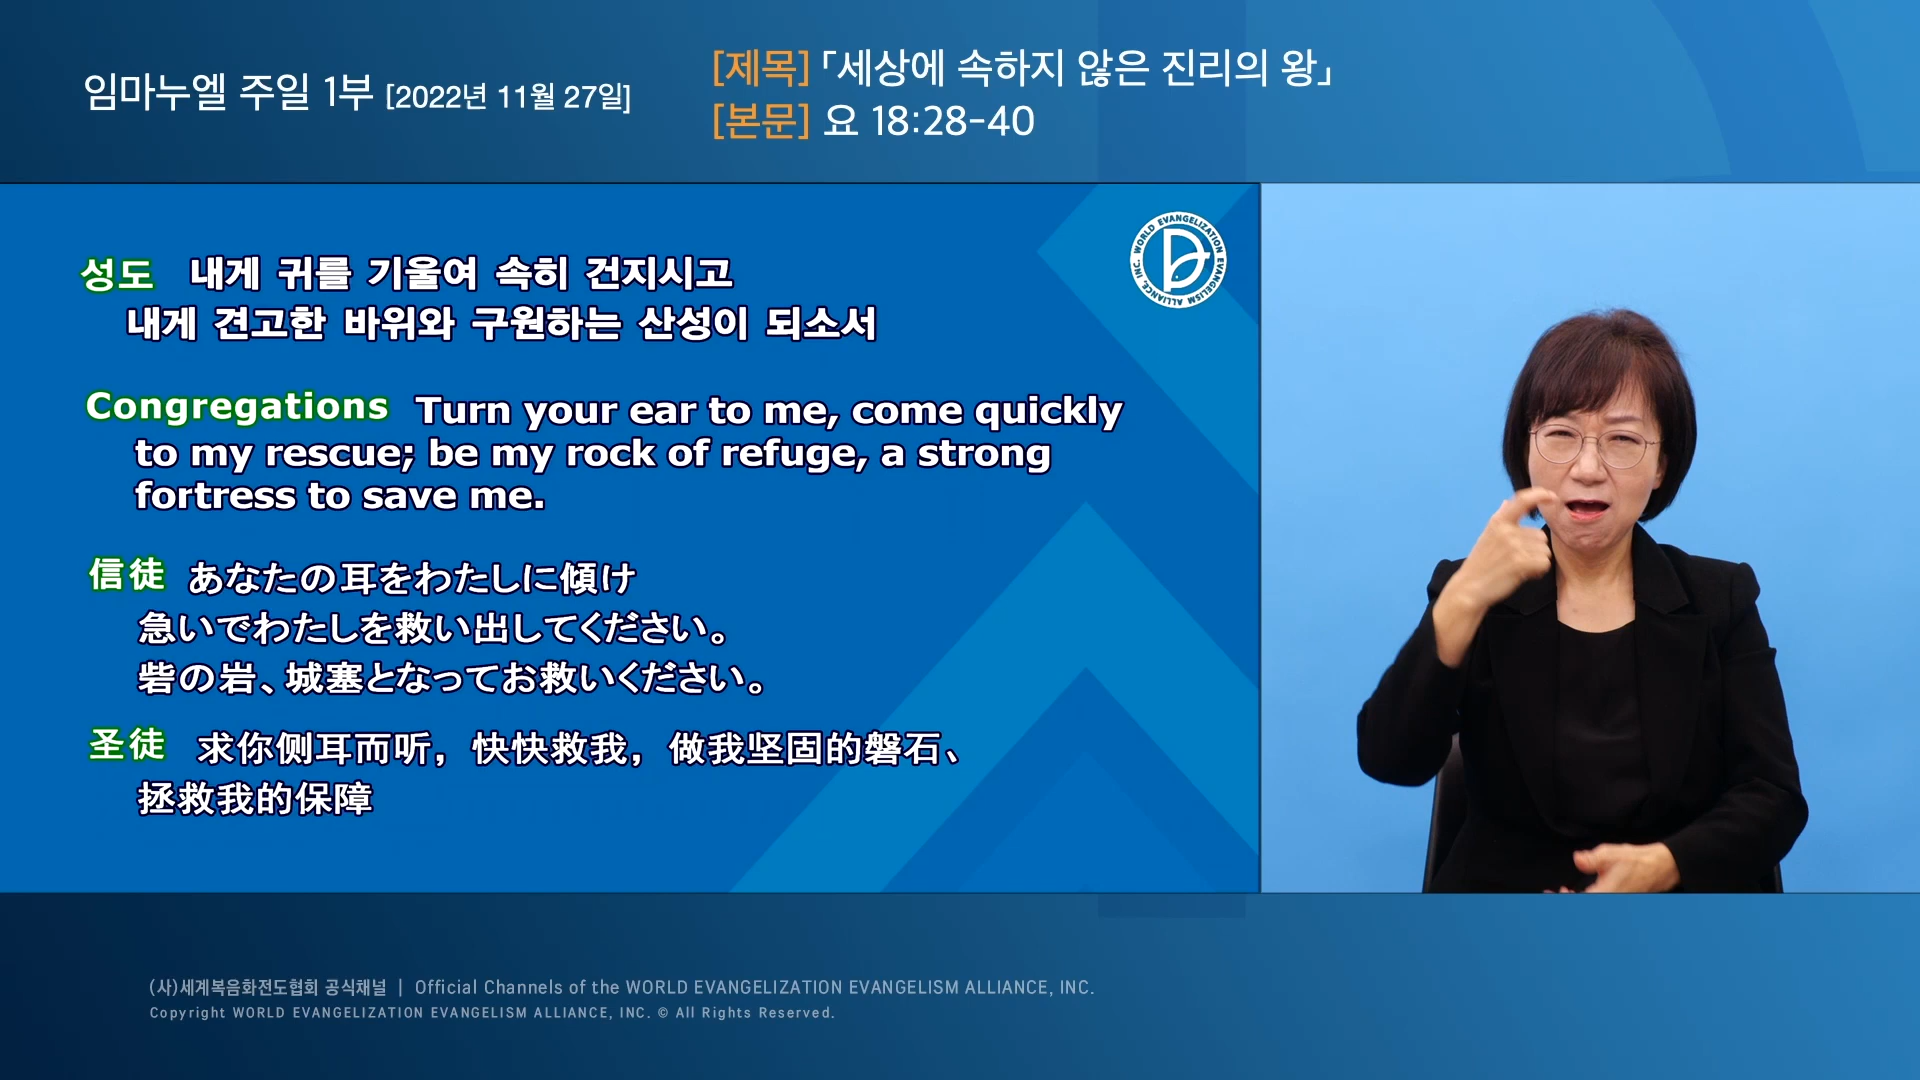 임마누엘 주일 1부 [2022년 11월 27일]
[제목] 「세상에 속하지 않은 진리의 왕」
[본문] 요 18:28-40
WORLD EVANGELIZATION EVANGELISM ALLIANCE, INC.
성도 내게 귀를 기울여 속히 건지시고
내게 견고한 바위와 구원하는 산성이 되소서
Congregations Turn your ear to me, come quickly
to my rescue; be my rock of refuge, a strong
fortress to save me.
信徒 あなたの耳をわたしに傾け
急いでわたしを救い出してください。
砦の岩、城塞となってお救いください。
圣徒 求你侧耳而听，快快救我，做我坚固的磐石、
拯救我的保障
(사)세계복음화전도협회 공식채널 | Official Channels of the WORLD EVANGELIZATION EVANGELISM ALLIANCE, INC.
Copyright WORLD EVANGELIZATION EVANGELISM ALLIANCE, INC. © All Rights Reserved.